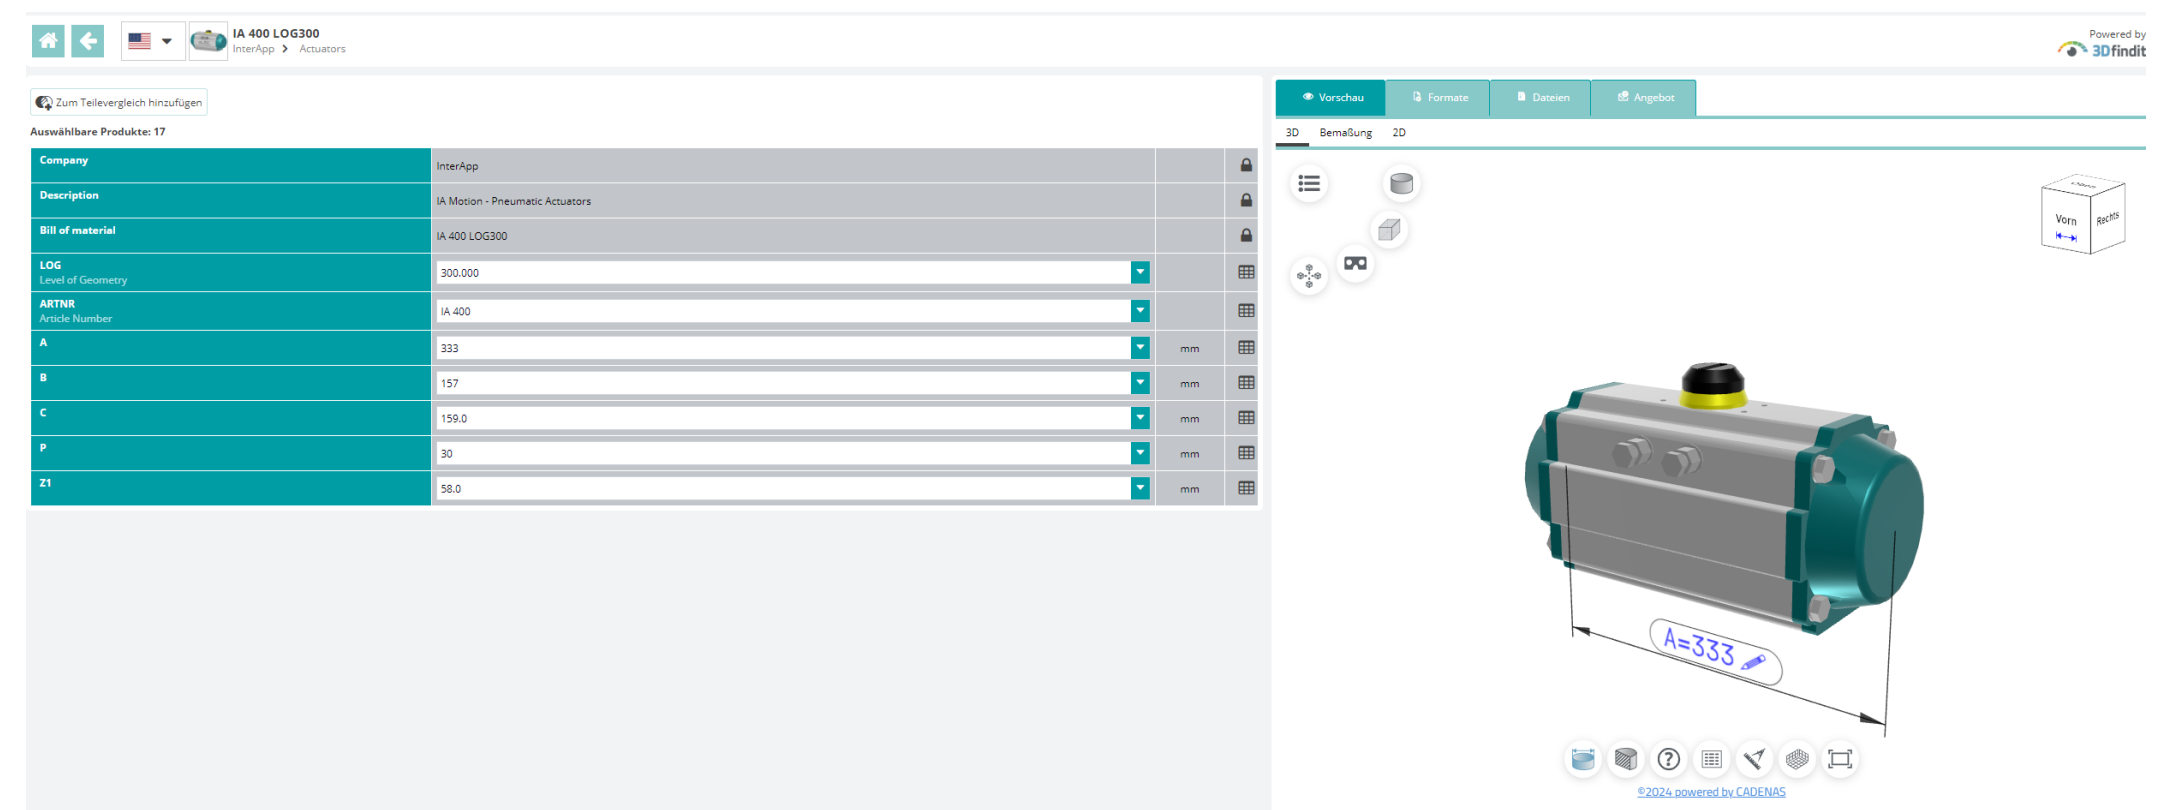 IA 400 LOG300
InterApp > Actuators
Powered by
3Dfindit
Zum Teilevergleich hinzufügen
Auswählbare Produkte: 17
Company InterApp
Description IA Motion - Pneumatic Actuators
Bill of material IA 400 LOG300
LOG
Level of Geometry
300.000
ARTNR
Article Number
IA 400
A 333 mm
B 157 mm
C 159.0 mm
P 30 mm
Z1 58.0 mm
Vorschau Formate Dateien Angebot
3D Bemaßung 2D
Oben
Vorn Rechts
A=333
©2024 powered by CADENAS